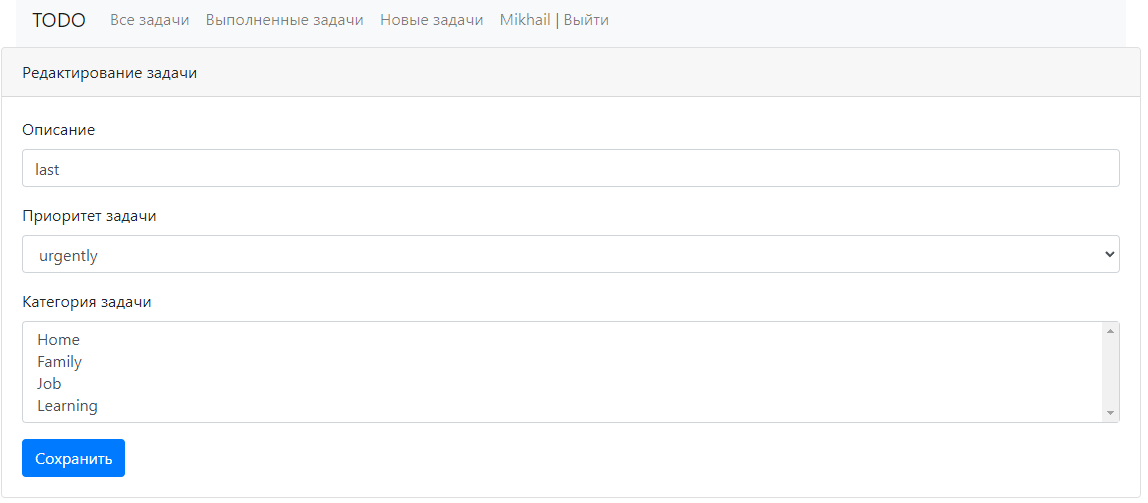 TODO Все задачи Выполненные задачи Новые задачи Mikhail | Выйти
Редактирование задачи
Описание
last
Приоритет задачи
urgently
Категория задачи
Home
Family
Job
Learning
Сохранить